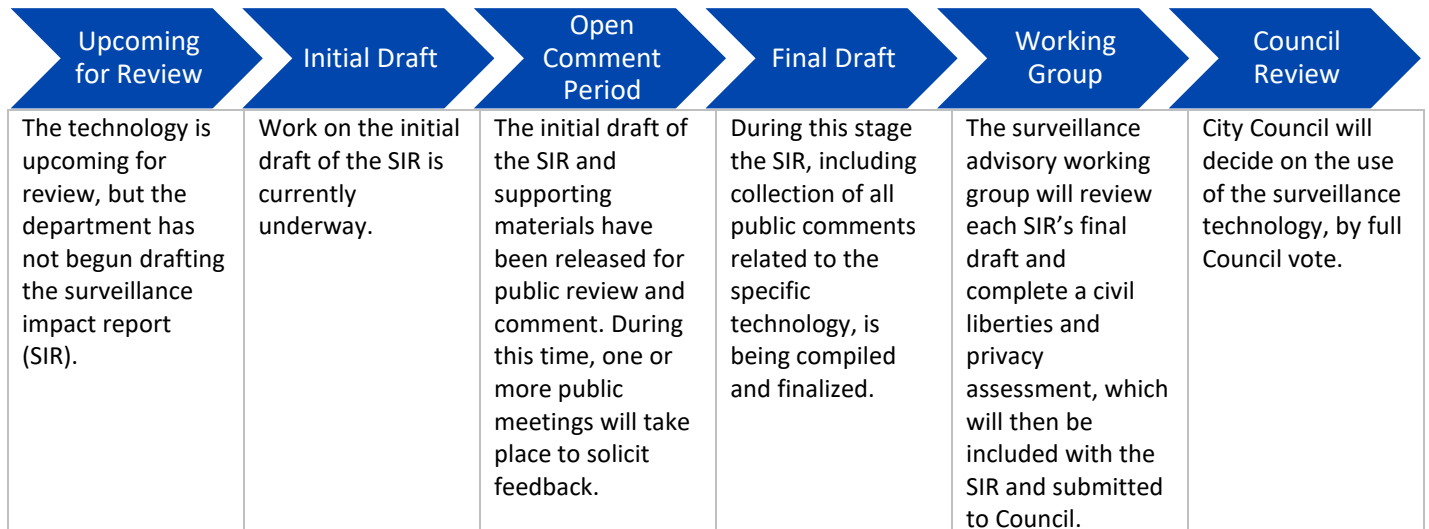 Upcoming
for Review
Initial Draft
Open
Comment
Period
Final Draft
Working
Group
Council
Review
The technology is
upcoming for
review, but the
department has
not begun drafting
the surveillance
impact report
(SIR).
Work on the initial
draft of the SIR is
currently
underway.
The initial draft of
the SIR and
supporting
materials have
been released for
public review and
comment. During
this time, one or
more public
meetings will take
place to solicit
feedback.
During this stage
the SIR, including
collection of all
public comments
related to the
specific
technology, is
being compiled
and finalized.
The surveillance
advisory working
group will review
each SIR’s final
draft and
complete a civil
liberties and
privacy
assessment, which
will then be
included with the
SIR and submitted
to Council.
City Council will
decide on the use
of the surveillance
technology, by full
Council vote.